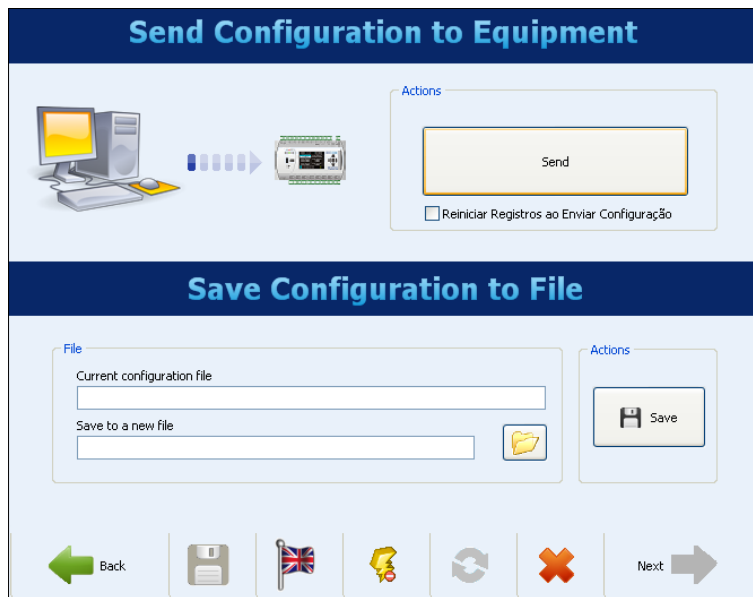 Send Configuration to Equipment
Actions
Send
Reiniciar Registros ao Enviar Configuração
Save Configuration to File
File
Current configuration file
Save to a new file
Actions
Save
Back
Next